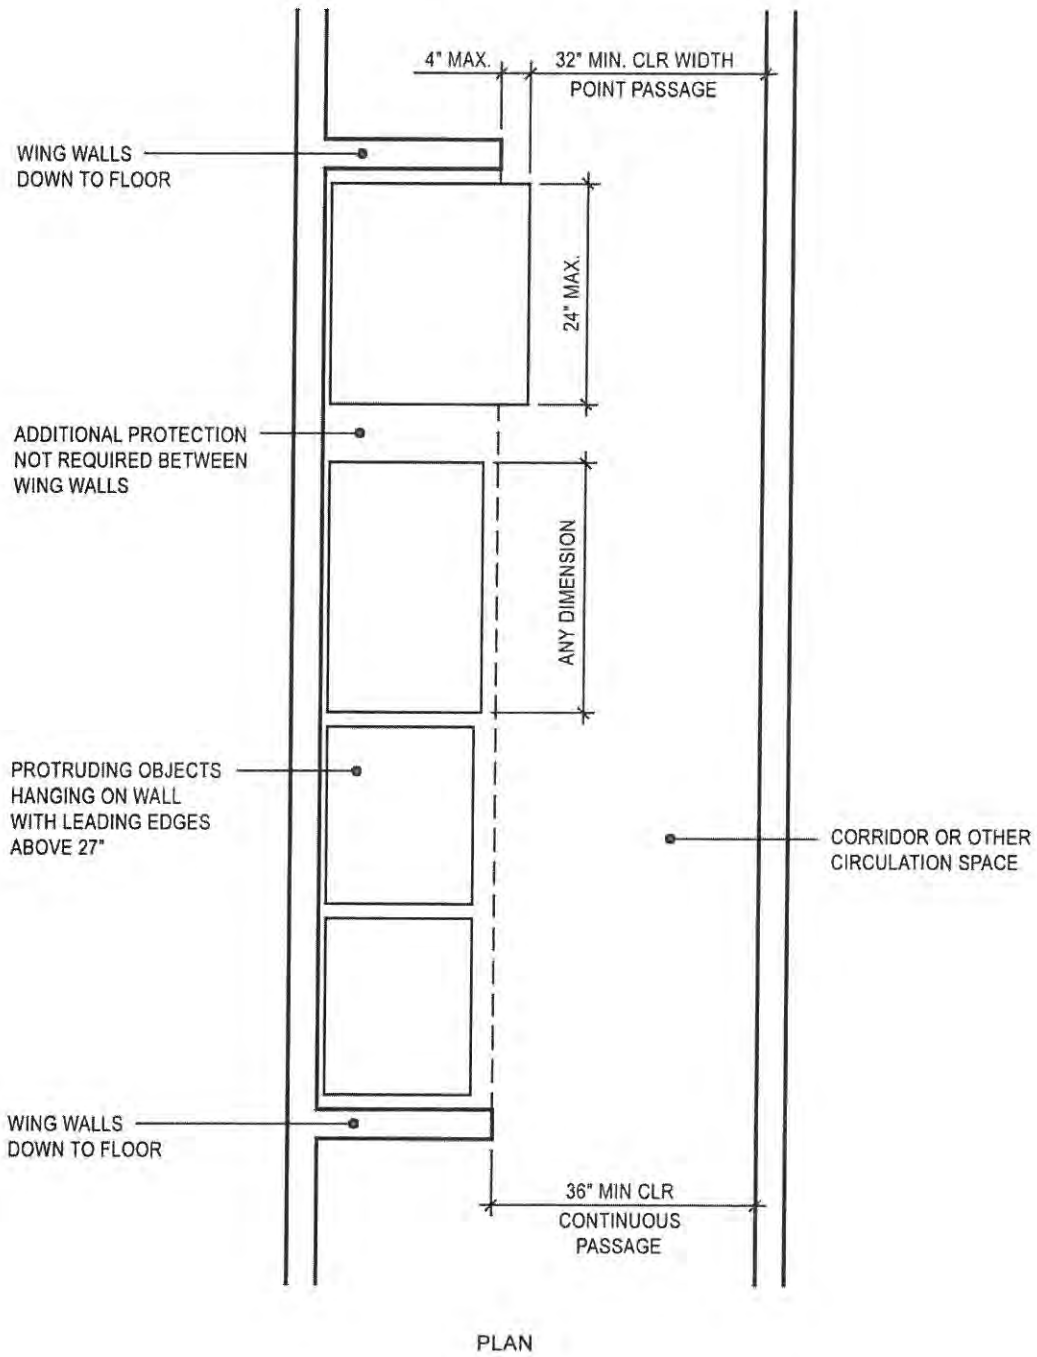 4" MAX.
32" MIN. CLR WIDTH
POINT PASSAGE
WING WALLS
DOWN TO FLOOR
24" MAX.
ADDITIONAL PROTECTION
NOT REQUIRED BETWEEN
WING WALLS
ANY DIMENSION
PROTRUDING OBJECTS
HANGING ON WALL
WITH LEADING EDGES
ABOVE 27"
CORRIDOR OR OTHER
CIRCULATION SPACE
WING WALLS
DOWN TO FLOOR
36" MIN CLR
CONTINUOUS
PASSAGE
PLAN